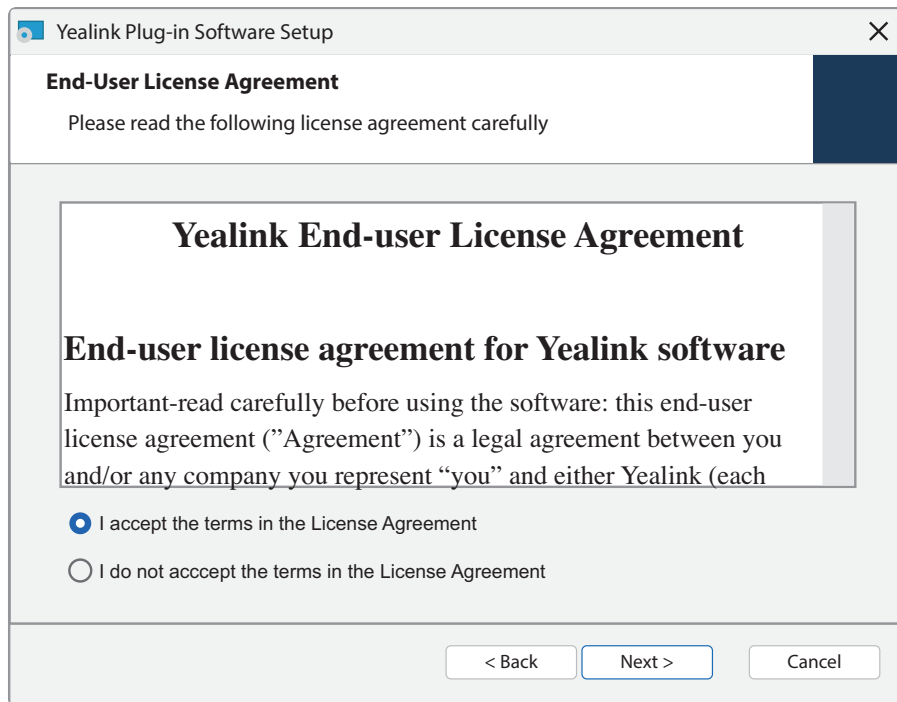 Yealink Plug-in Software Setup
End-User License Agreement
Please read the following license agreement carefully
Yealink End-user License Agreement
End-user license agreement for Yealink software
Important-read carefully before using the software: this end-user
license agreement (”Agreement”) is a legal agreement between you
and/or any company you represent “you” and either Yealink (each
I accept the terms in the License Agreement
I do not acccept the terms in the License Agreement
< Back Next > Cancel